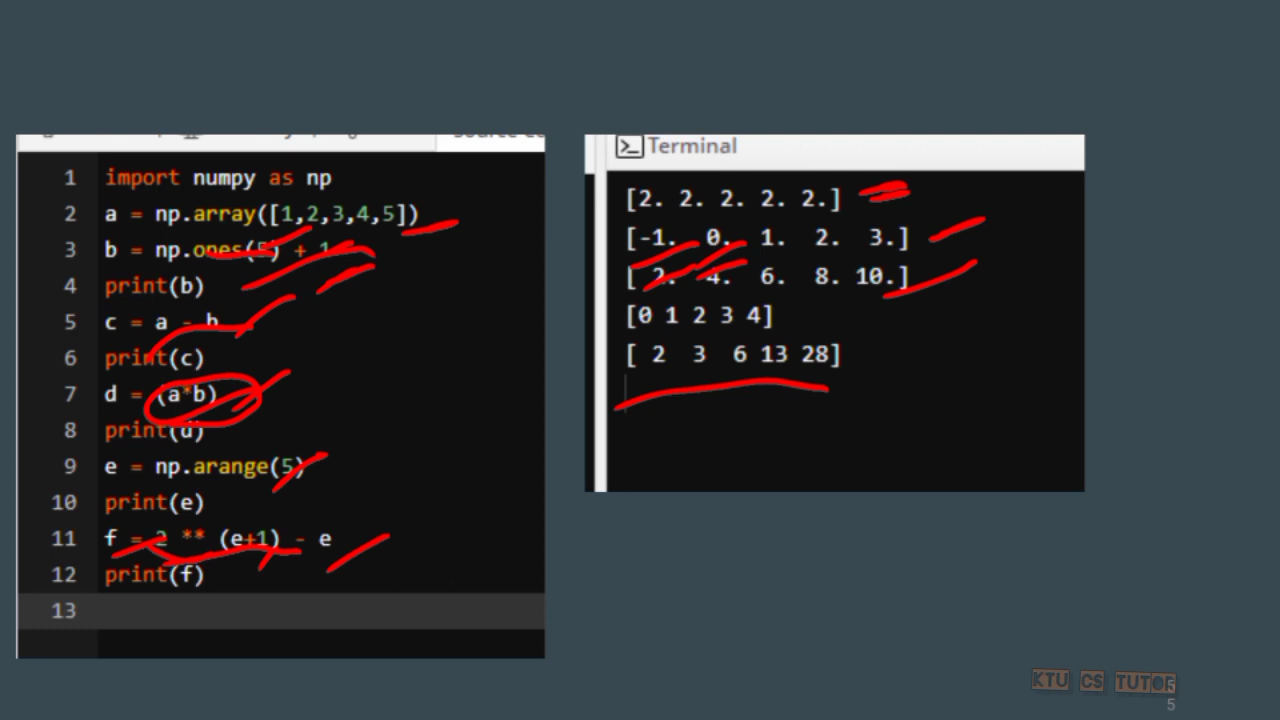 1 import numpy as np
2 a = np.array([1,2,3,4,5])
3 b = np.ones(5) + 1
4 print(b)
5 c = a - b
6 print(c)
7 d = (a*b)
8 print(d)
9 e = np.arange(5)
10 print(e)
11 f = 2 ** (e+1) - e
12 print(f)
13
Terminal
[2. 2. 2. 2. 2.]
[-1. 0. 1. 2. 3.]
[ 2. 4. 6. 8. 10.]
[0 1 2 3 4]
[ 2 3 6 13 28]
KTU CS TUTOR
5
5